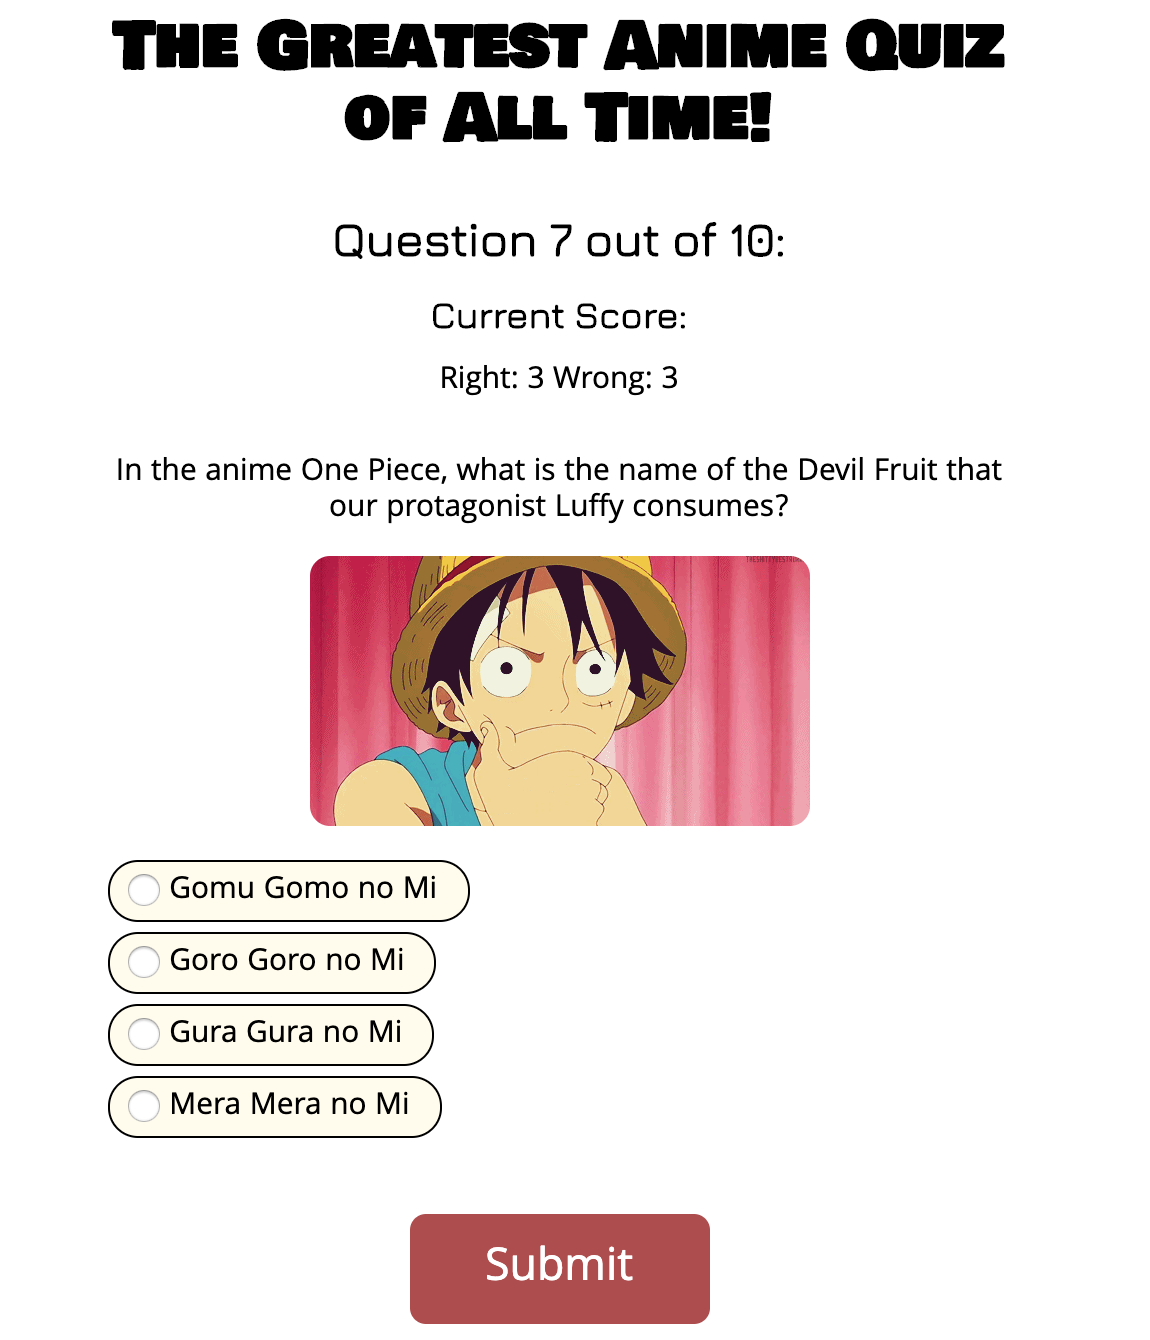 The Greatest Anime Quiz
of All Time!
Question 7 out of 10:
Current Score:
Right: 3 Wrong: 3
In the anime One Piece, what is the name of the Devil Fruit that
our protagonist Luffy consumes?
Gomu Gomo no Mi
Goro Goro no Mi
Gura Gura no Mi
Mera Mera no Mi
Submit